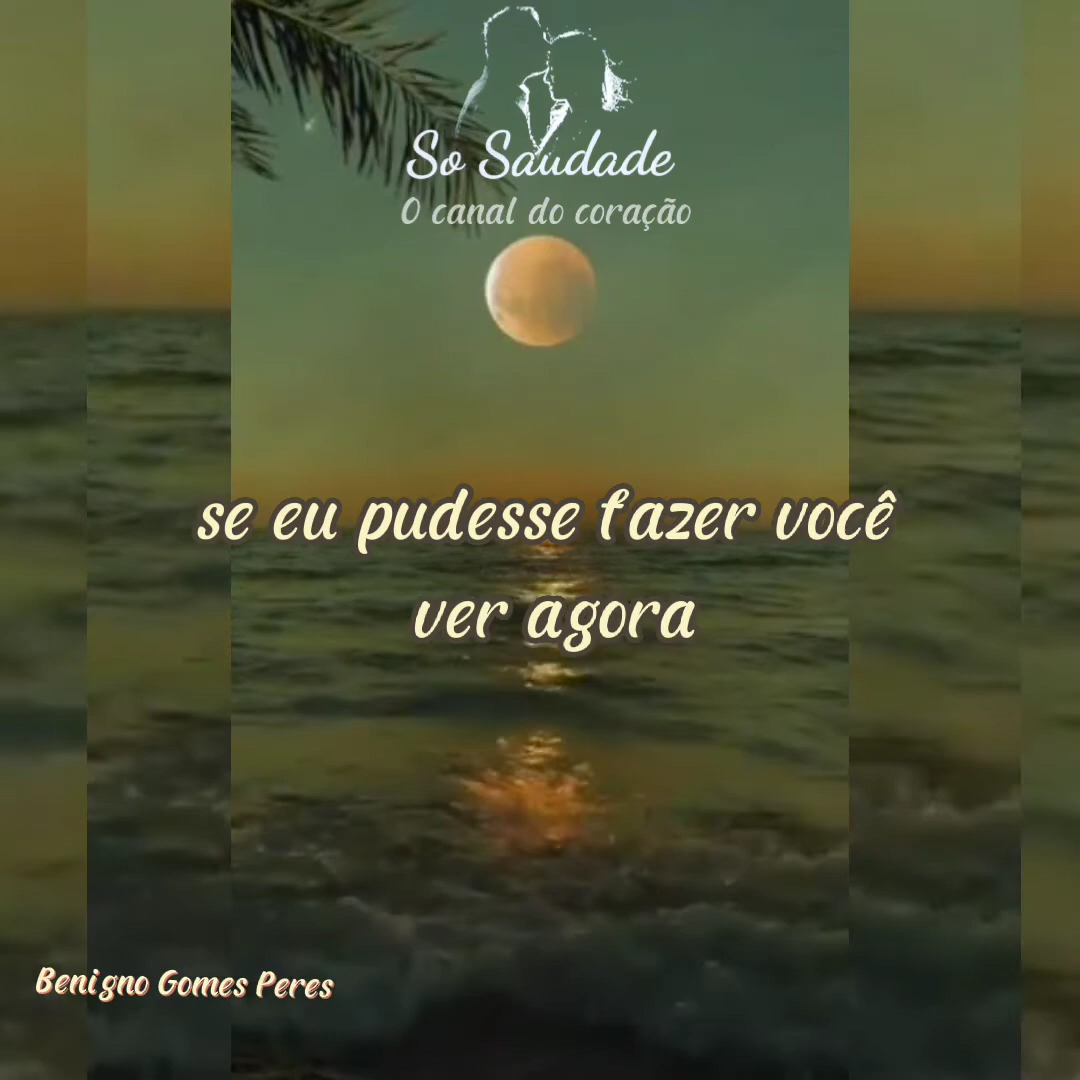 So Saudade
O canal do coração
se eu pudesse fazer você
ver agora
Benigno Gomes Peres